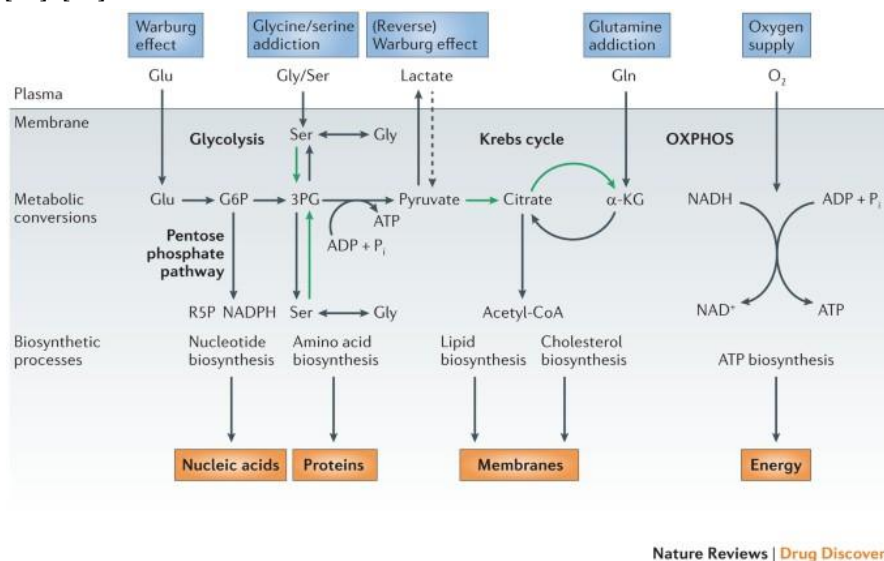 Warburg effect
Glycine/serine addiction
(Reverse) Warburg effect
Glutamine addiction
Oxygen supply
Glu
Gly/Ser
Lactate
Gln
O₂
Plasma
Membrane
Glycolysis
Ser
Gly
Krebs cycle
OXPHOS
Metabolic conversions
Glu
G6P
3PG
Pyruvate
Citrate
α-KG
NADH
ADP + Pᵢ
ATP
ADP + Pᵢ
Pentose phosphate pathway
R5P NADPH
Ser
Gly
Acetyl-CoA
NAD⁺
ATP
Biosynthetic processes
Nucleotide biosynthesis
Amino acid biosynthesis
Lipid biosynthesis
Cholesterol biosynthesis
ATP biosynthesis
Nucleic acids
Proteins
Membranes
Energy
Nature Reviews | Drug Discover